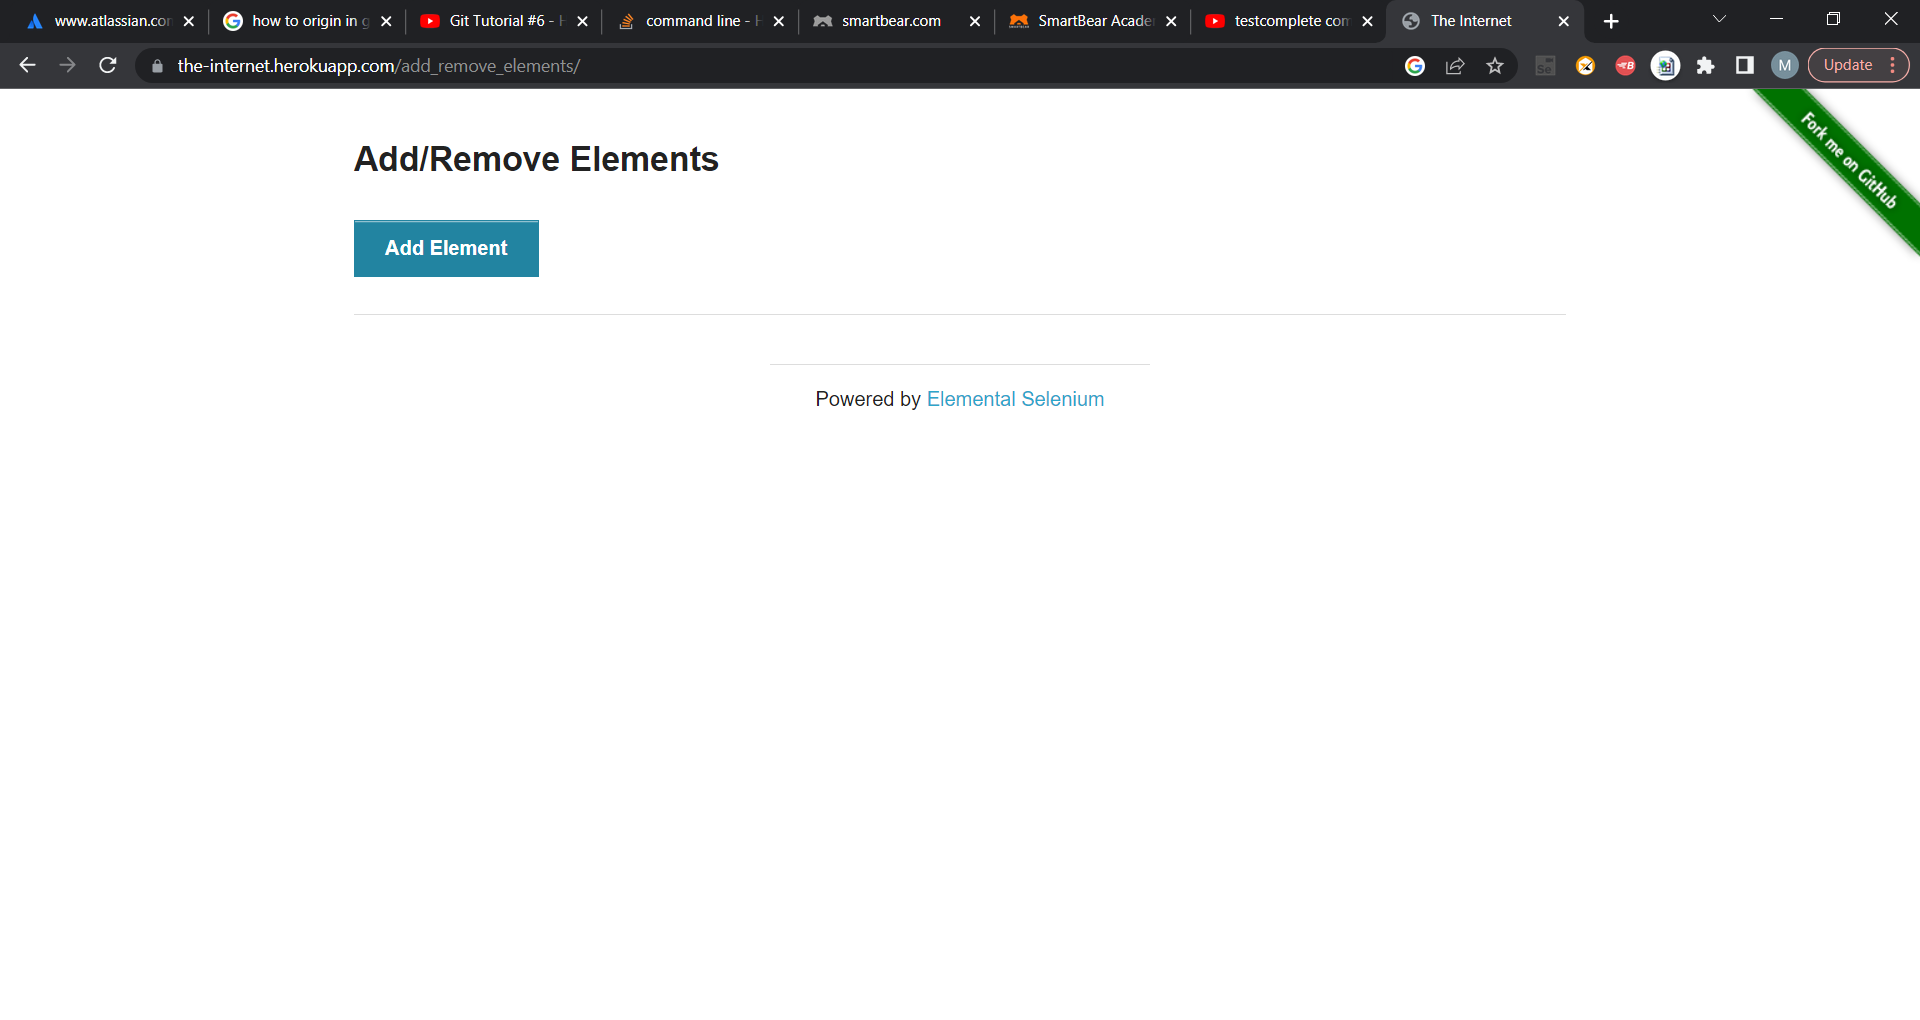 www.atlassian.con
how to origin in g
Git Tutorial #6 -
command line -
smartbear.com
SmartBear Acade
testcomplete com
The Internet
the-internet.herokuapp.com/add_remove_elements/
Se
B
M
Update
Fork me on GitHub
Add/Remove Elements
Add Element
Powered by Elemental Selenium